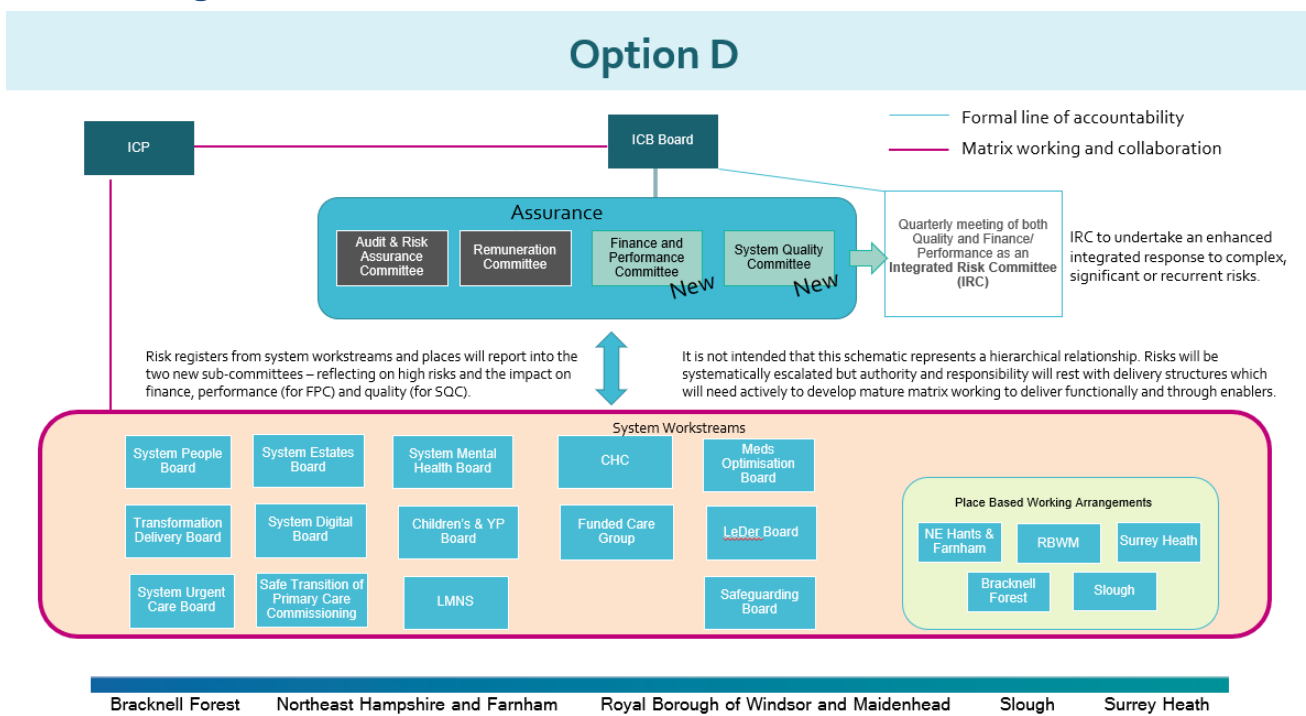 Option D
ICP
ICB Board
Formal line of accountability
Matrix working and collaboration
Assurance
Audit & Risk
Assurance
Committee
Remuneration
Committee
Finance and
Performance
Committee
New
System Quality
Committee
New
Quarterly meeting of both
Quality and Finance/
Performance as an
Integrated Risk Committee
(IRC)
IRC to undertake an enhanced
integrated response to complex,
significant or recurrent risks.
Risk registers from system workstreams and places will report into the
two new sub-committees – reflecting on high risks and the impact on
finance, performance (for FPC) and quality (for SQC).
It is not intended that this schematic represents a hierarchical relationship. Risks will be
systematically escalated but authority and responsibility will rest with delivery structures which
will need actively to develop mature matrix working to deliver functionally and through enablers.
System Workstreams
System People
Board
System Estates
Board
System Mental
Health Board
CHC
Meds
Optimisation
Board
Transformation
Delivery Board
System Digital
Board
Children's & YP
Board
Funded Care
Group
LeDer Board
System Urgent
Care Board
Safe Transition of
Primary Care
Commissioning
LMNS
Safeguarding
Board
Place Based Working Arrangements
NE Hants &
Farnham
RBWM
Surrey Heath
Bracknell
Forest
Slough
Bracknell Forest
Northeast Hampshire and Farnham
Royal Borough of Windsor and Maidenhead
Slough
Surrey Heath